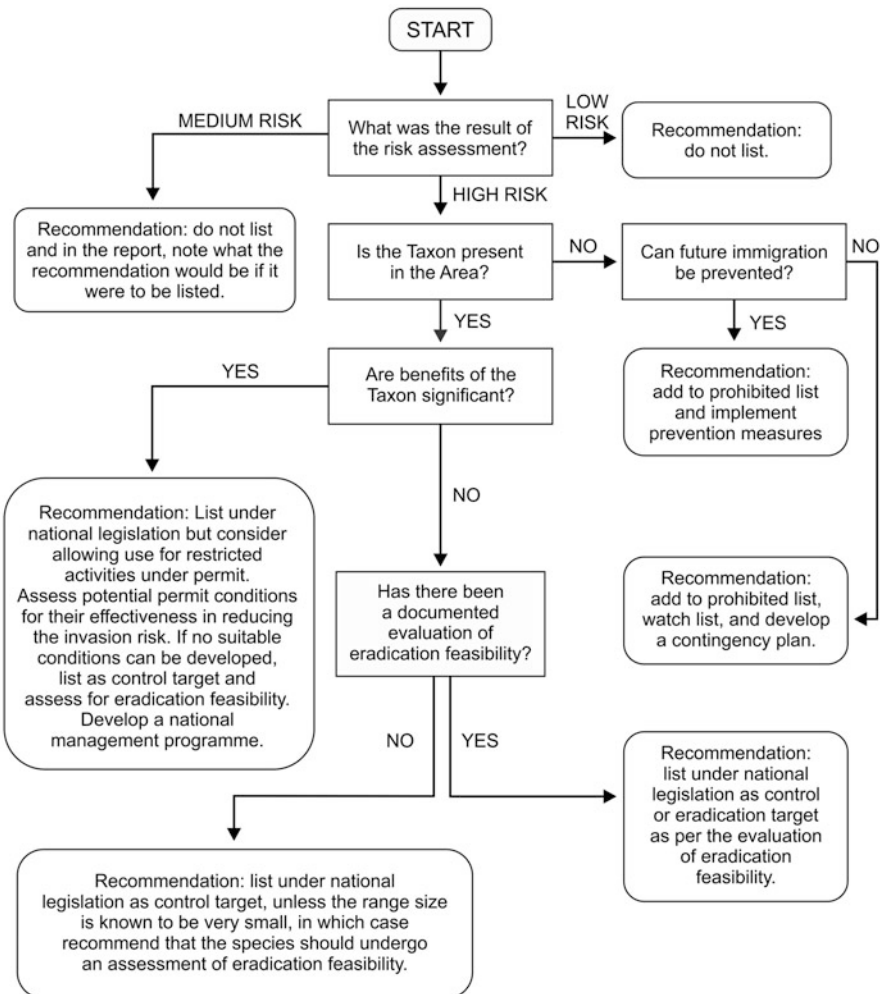 START
MEDIUM RISK
What was the result of
the risk assessment?
LOW
RISK
Recommendation:
do not list.
HIGH RISK
Recommendation: do not list
and in the report, note what the
recommendation would be if it
were to be listed.
Is the Taxon present
in the Area?
NO
Can future immigration
be prevented?
NO
YES
YES
Recommendation:
add to prohibited list
and implement
prevention measures
YES
Are benefits of the
Taxon significant?
NO
Recommendation: List under
national legislation but consider
allowing use for restricted
activities under permit.
Assess potential permit conditions
for their effectiveness in reducing
the invasion risk. If no suitable
conditions can be developed,
list as control target and
assess for eradication feasibility.
Develop a national
management programme.
Has there been
a documented
evaluation of
eradication feasibility?
Recommendation:
add to prohibited list,
watch list, and develop
a contingency plan.
NO
YES
Recommendation:
list under national
legislation as control
or eradication target
as per the evaluation
of eradication
feasibility.
Recommendation: list under national
legislation as control target, unless the range size
is known to be very small, in which case
recommend that the species should undergo
an assessment of eradication feasibility.